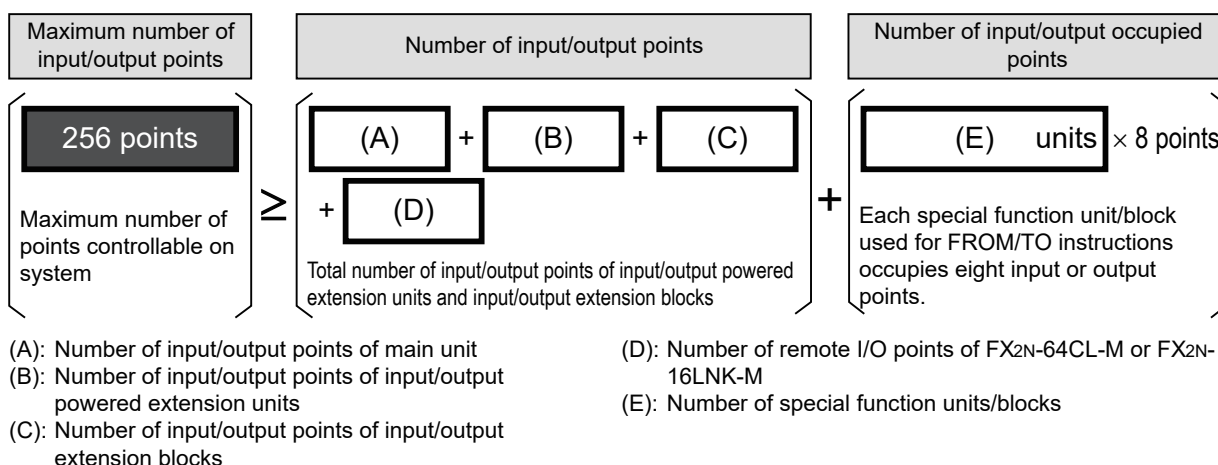 Maximum number of
input/output points
Number of input/output points
Number of input/output occupied
points
256 points
Maximum number of
points controllable on
system
≥
(A) + (B) + (C)
+ (D)
Total number of input/output points of input/output powered
extension units and input/output extension blocks
+
(E) units × 8 points
Each special function unit/block
used for FROM/TO instructions
occupies eight input or output
points.
(A): Number of input/output points of main unit
(B): Number of input/output points of input/output
powered extension units
(C): Number of input/output points of input/output
extension blocks
(D): Number of remote I/O points of FX2N-64CL-M or FX2N-
16LNK-M
(E): Number of special function units/blocks